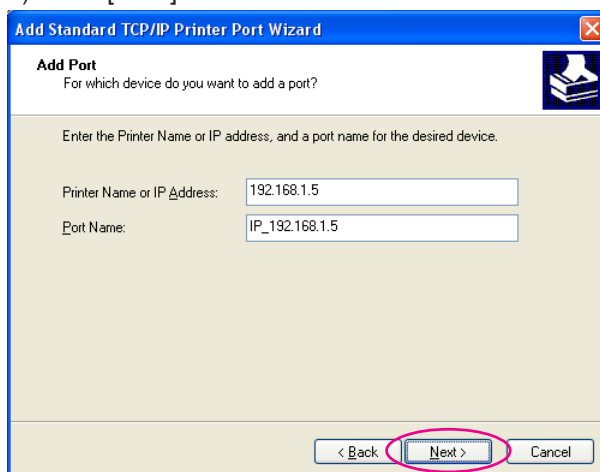 Add Standard TCP/IP Printer Port Wizard
Add Port
For which device do you want to add a port?
Enter the Printer Name or IP address, and a port name for the desired device.
Printer Name or IP Address: 192.168.1.5
Port Name: IP_192.168.1.5
< Back Next > Cancel